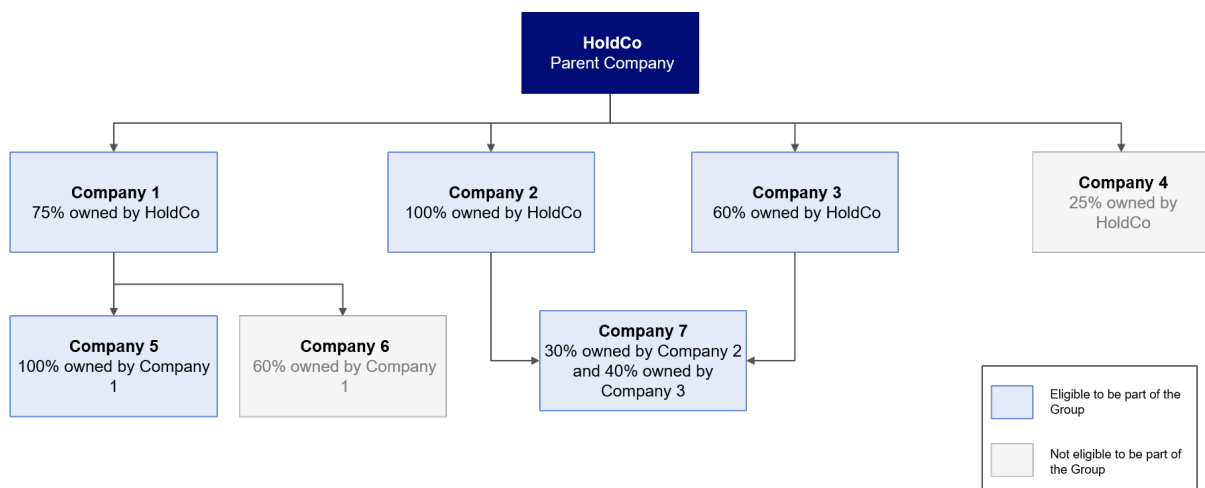 HoldCo
Parent Company
Company 1
75% owned by HoldCo
Company 2
100% owned by HoldCo
Company 3
60% owned by HoldCo
Company 4
25% owned by
HoldCo
Company 5
100% owned by Company
1
Company 6
60% owned by Company
1
Company 7
30% owned by Company 2
and 40% owned by
Company 3
Eligible to be part of the
Group
Not eligible to be part of
the Group